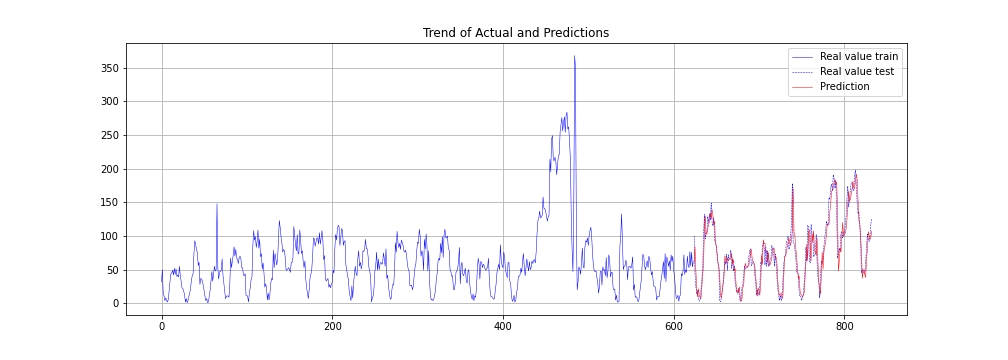 Trend of Actual and Predictions
Real value train
Real value test
Prediction
350
300
250
200
150
100
50
0
0 200 400 600 800